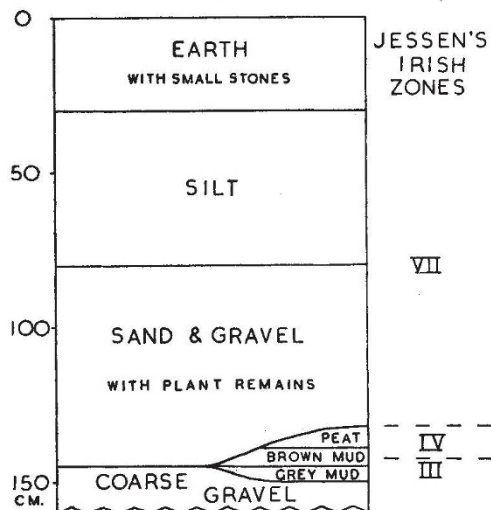 0
EARTH
WITH SMALL STONES
JESSEN'S
IRISH
ZONES
50
SILT
VII
100
SAND & GRAVEL
WITH PLANT REMAINS
PEAT
IV
BROWN MUD
III
GREY MUD
150
CM.
COARSE
GRAVEL